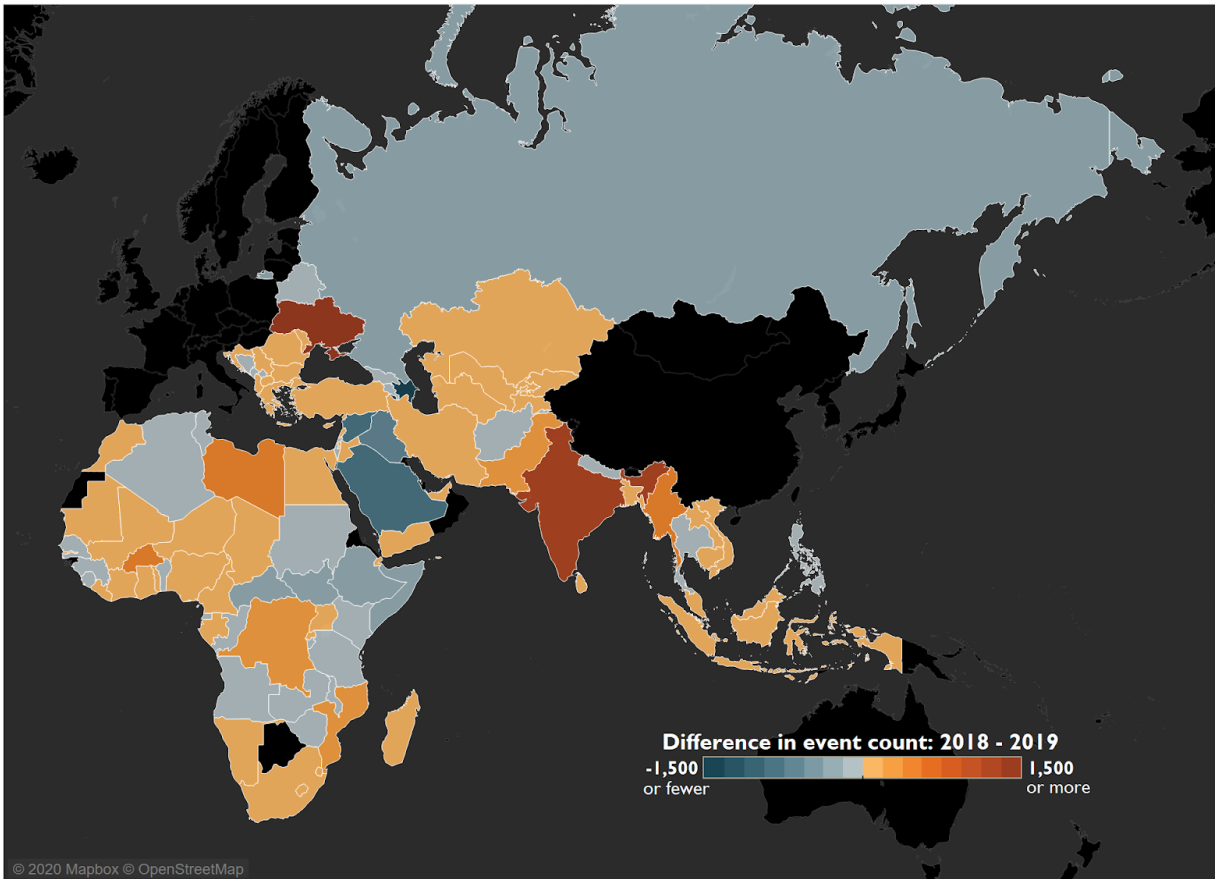 Difference in event count: 2018 - 2019
-1,500 1,500
or fewer or more
© 2020 Mapbox © OpenStreetMap